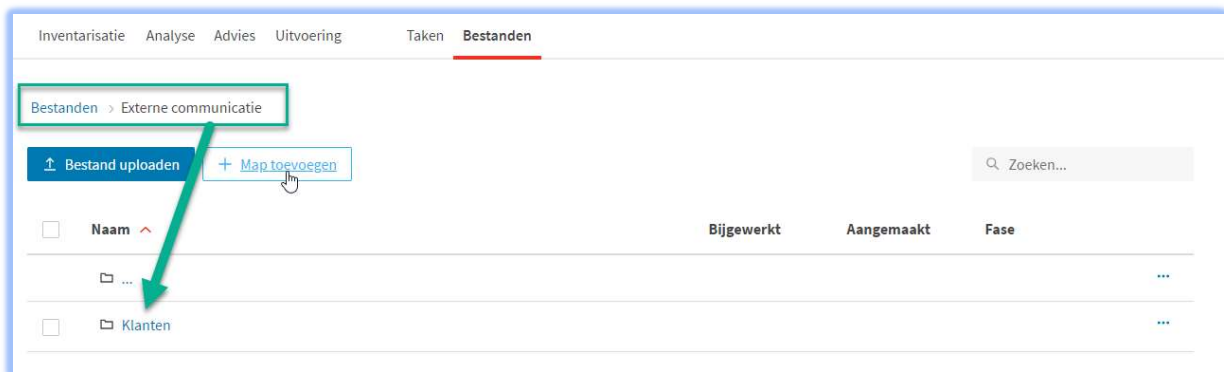 Inventarisatie Analyse Advies Uitvoering Taken Bestanden
Bestanden > Externe communicatie
Bestand uploaden + Map toevoegen Zoeken...
Naam Bijgewerkt Aangemaakt Fase
... ...
Klanten ...